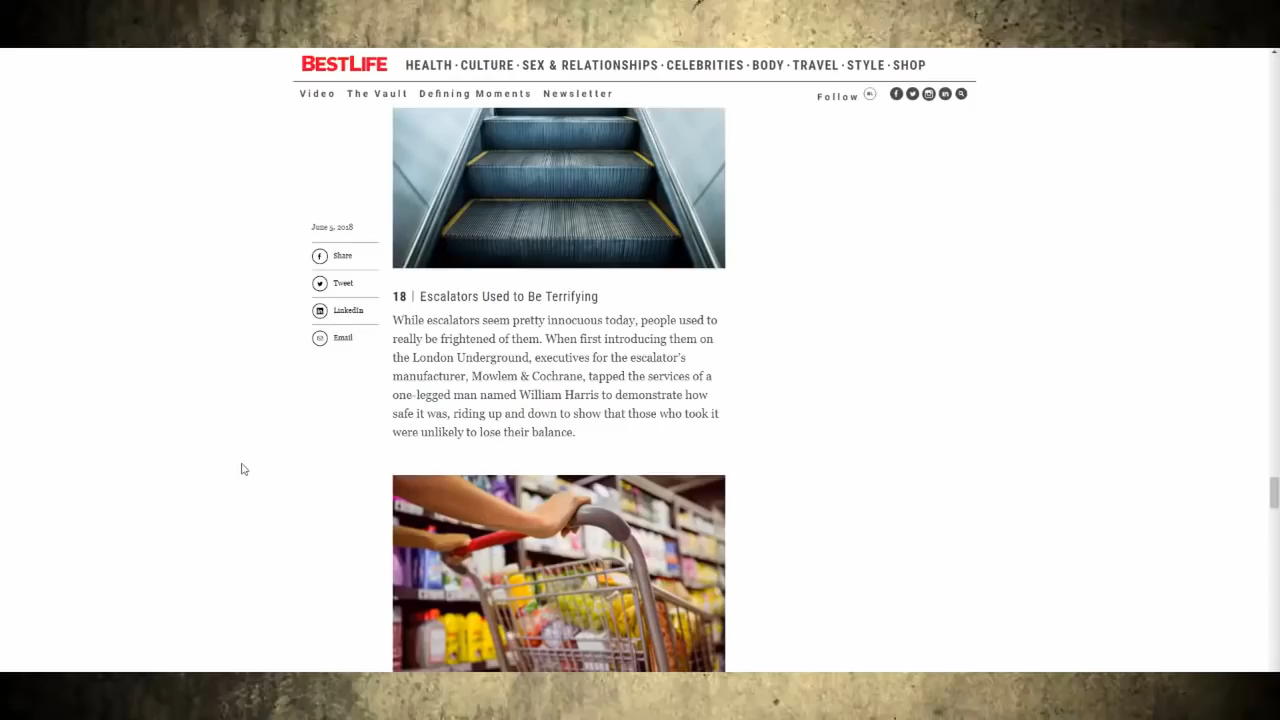 BESTLIFE
HEALTH · CULTURE · SEX & RELATIONSHIPS · CELEBRITIES · BODY · TRAVEL · STYLE · SHOP
Video The Vault Defining Moments Newsletter
Follow BL
June 5, 2018
Share
Tweet
LinkedIn
Email
18 | Escalators Used to Be Terrifying
While escalators seem pretty innocuous today, people used to
really be frightened of them. When first introducing them on
the London Underground, executives for the escalator's
manufacturer, Mowlem & Cochrane, tapped the services of a
one-legged man named William Harris to demonstrate how
safe it was, riding up and down to show that those who took it
were unlikely to lose their balance.